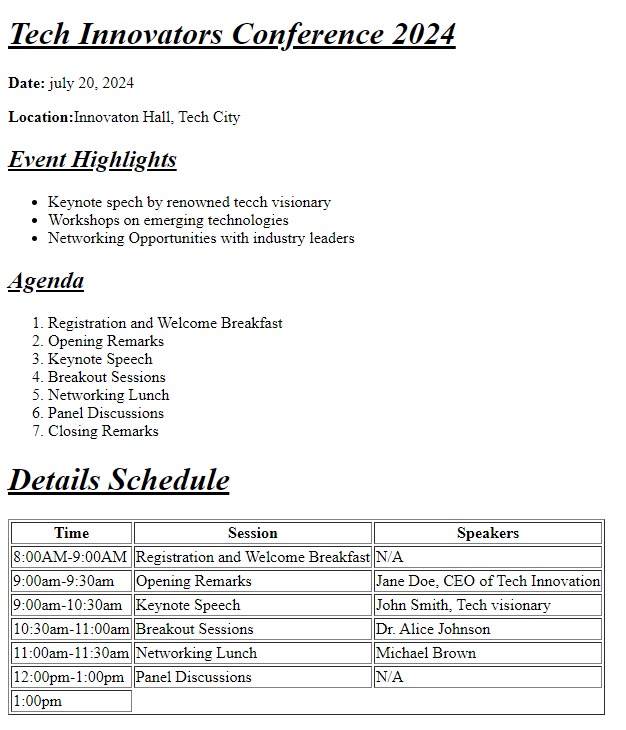 Tech Innovators Conference 2024
Date: july 20, 2024
Location:Innovaton Hall, Tech City
Event Highlights
• Keynote spech by renowned tecch visionary
• Workshops on emerging technologies
• Networking Opportunities with industry leaders
Agenda
1. Registration and Welcome Breakfast
2. Opening Remarks
3. Keynote Speech
4. Breakout Sessions
5. Networking Lunch
6. Panel Discussions
7. Closing Remarks
Details Schedule
Time Session Speakers
8:00AM-9:00AM Registration and Welcome Breakfast N/A
9:00am-9:30am Opening Remarks Jane Doe, CEO of Tech Innovation
9:00am-10:30am Keynote Speech John Smith, Tech visionary
10:30am-11:00am Breakout Sessions Dr. Alice Johnson
11:00am-11:30am Networking Lunch Michael Brown
12:00pm-1:00pm Panel Discussions N/A
1:00pm